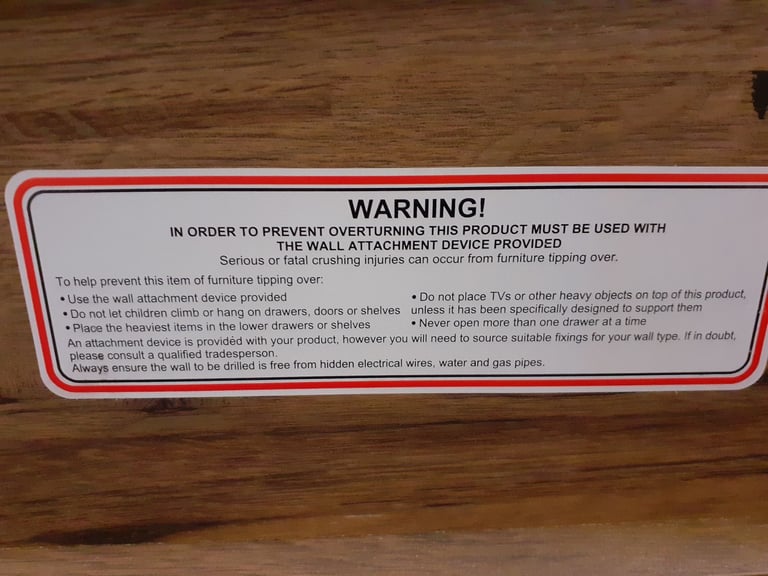 WARNING!
IN ORDER TO PREVENT OVERTURNING THIS PRODUCT MUST BE USED WITH
THE WALL ATTACHMENT DEVICE PROVIDED
Serious or fatal crushing injuries can occur from furniture tipping over.
To help prevent this item of furniture tipping over:
• Use the wall attachment device provided
• Do not let children climb or hang on drawers, doors or shelves
• Place the heaviest items in the lower drawers or shelves
• Do not place TVs or other heavy objects on top of this product,
unless it has been specifically designed to support them
• Never open more than one drawer at a time
An attachment device is provided with your product, however you will need to source suitable fixings for your wall type. If in doubt,
please consult a qualified tradesperson.
Always ensure the wall to be drilled is free from hidden electrical wires, water and gas pipes.